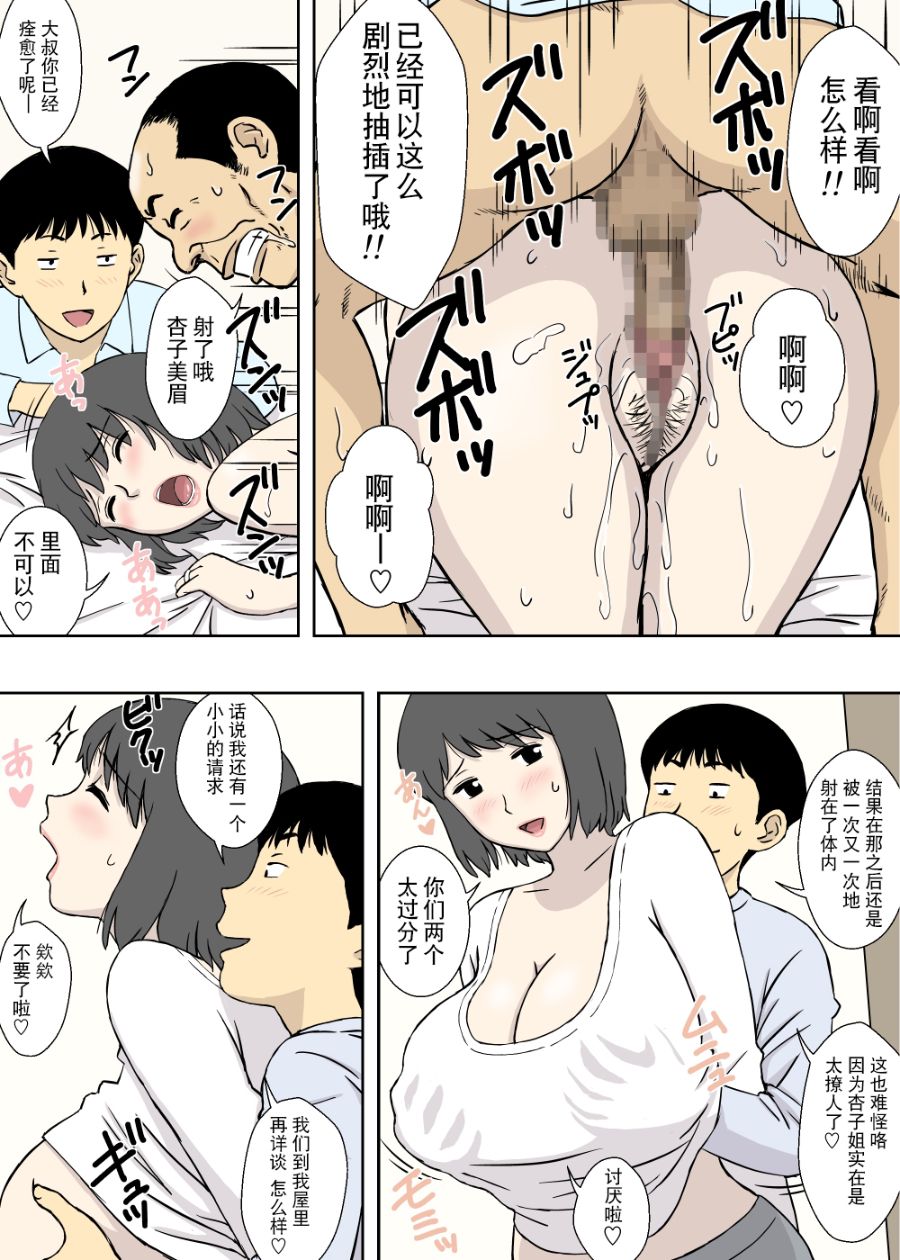 看啊看啊
怎么样!!
已经可以这么
剧烈地抽插了哦!!
ズボッ
ズボッ
ズボッ
ズボッ
ブピッ
ジュプッ
啊啊♡
啊啊—♡
大叔你已经
痊愈了呢—
ズンッ
ズンッ
射了哦
杏子美眉
あっ
ああっ
里面
不可以♡
结果在那之后还是
被一次又一次地
射在了体内
あんっ♥
你们两个
太过分了
这也难怪咯
因为杏子姐实在是
太撩人了♡
ムニュ
モミッ
讨厌啦♡
话说我还有一个
小小的请求
ビクッ
あ♥
欸欸
不要了啦♡
我们到我屋里
再详谈 怎么样♡
ギュッ